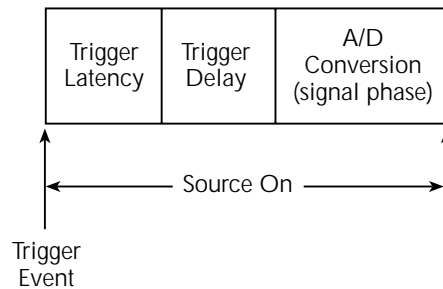 Trigger
Latency
Trigger
Delay
A/D
Conversion
(signal phase)
Source On
Trigger
Event